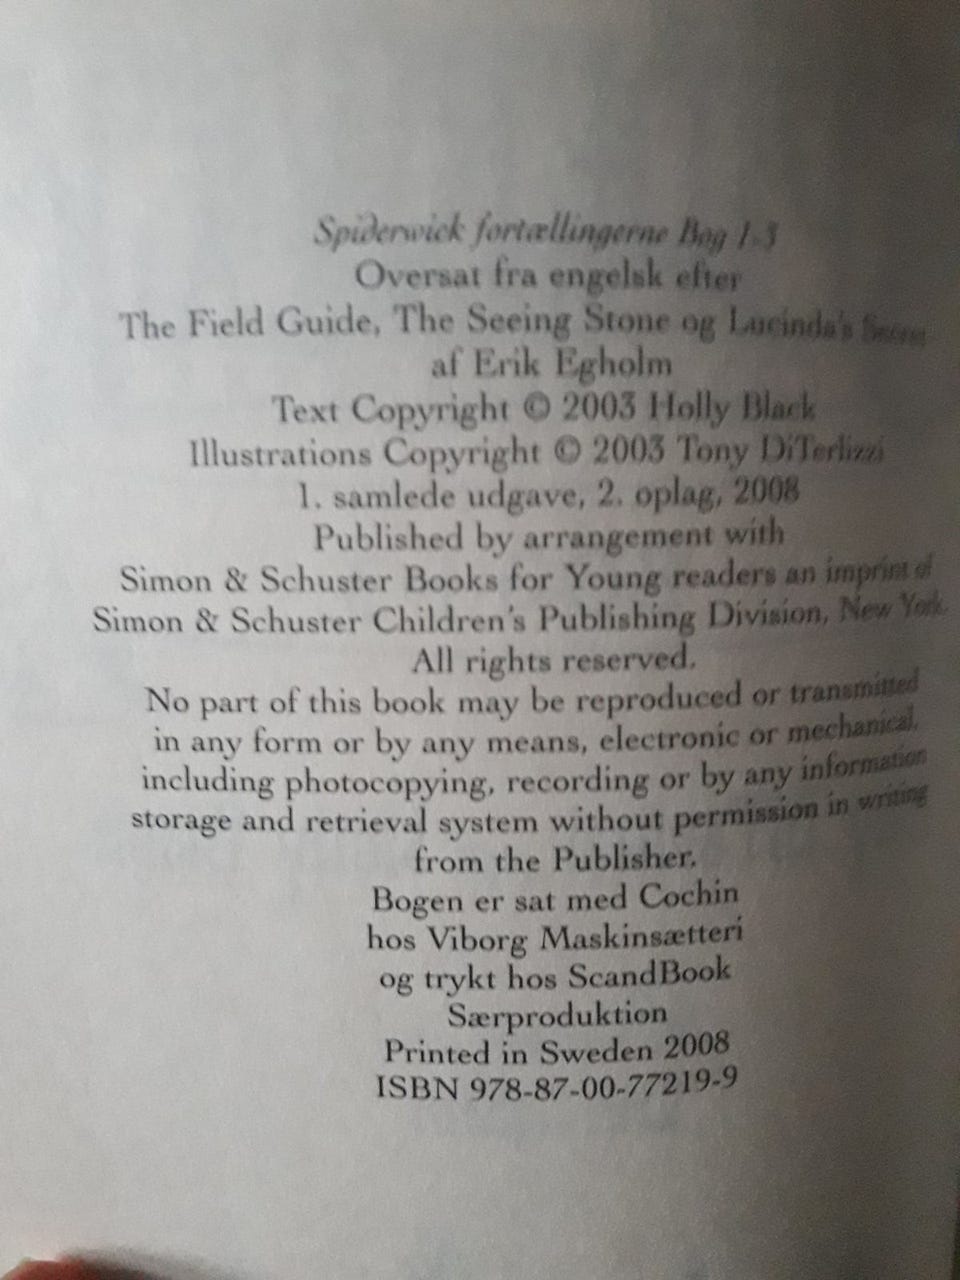 Spiderwick fortællingerne Bog 1-3
Oversat fra engelsk efter
The Field Guide, The Seeing Stone og Lucinda's Secret
af Erik Egholm
Text Copyright © 2003 Holly Black
Illustrations Copyright © 2003 Tony DiTerlizzi
1. samlede udgave, 2. oplag, 2008
Published by arrangement with
Simon & Schuster Books for Young readers an imprint of
Simon & Schuster Children's Publishing Division, New York.
All rights reserved.
No part of this book may be reproduced or transmitted
in any form or by any means, electronic or mechanical,
including photocopying, recording or by any information
storage and retrieval system without permission in writing
from the Publisher.
Bogen er sat med Cochin
hos Viborg Maskinsætteri
og trykt hos ScandBook
Særproduktion
Printed in Sweden 2008
ISBN 978-87-00-77219-9